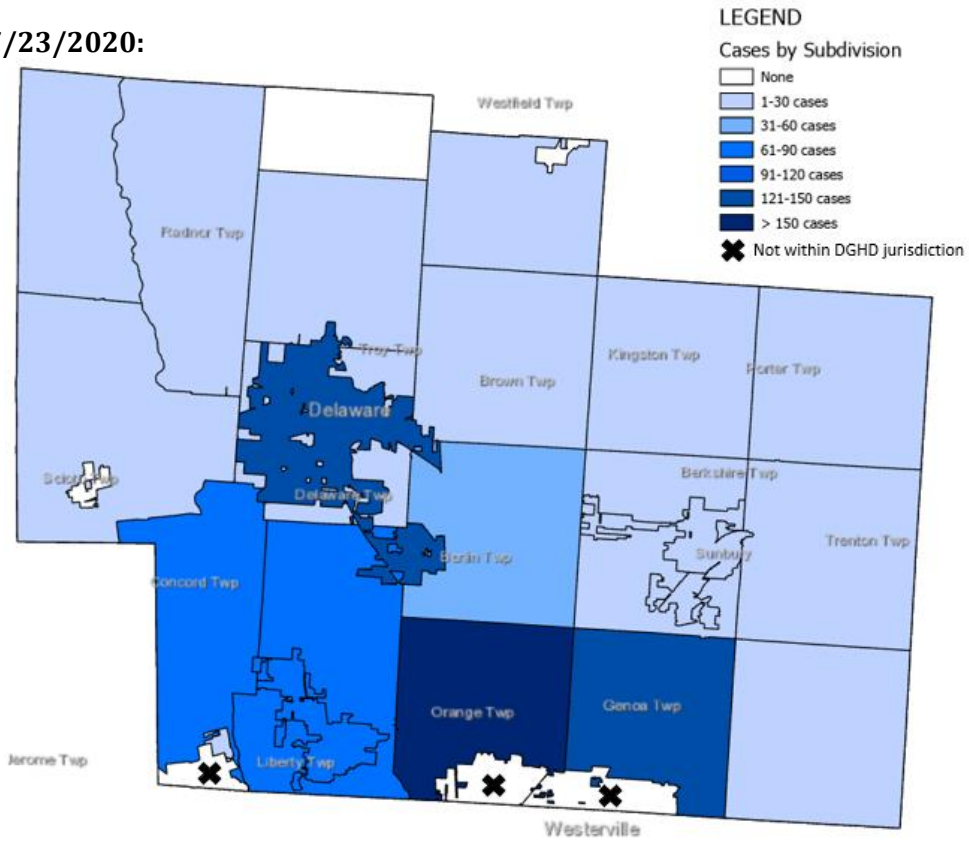 /23/2020:
LEGEND
Cases by Subdivision
None
1-30 cases
31-60 cases
61-90 cases
91-120 cases
121-150 cases
> 150 cases
Not within DGHD jurisdiction
Westfield Twp
Radnor Twp
Troy Twp
Kingston Twp
Porter Twp
Brown Twp
Delaware
Scioto Twp
Berkshire Twp
Delaware Twp
Trenton Twp
Sunbury
Berlin Twp
Concord Twp
Orange Twp
Genoa Twp
Jerome Twp
Liberty Twp
Westerville